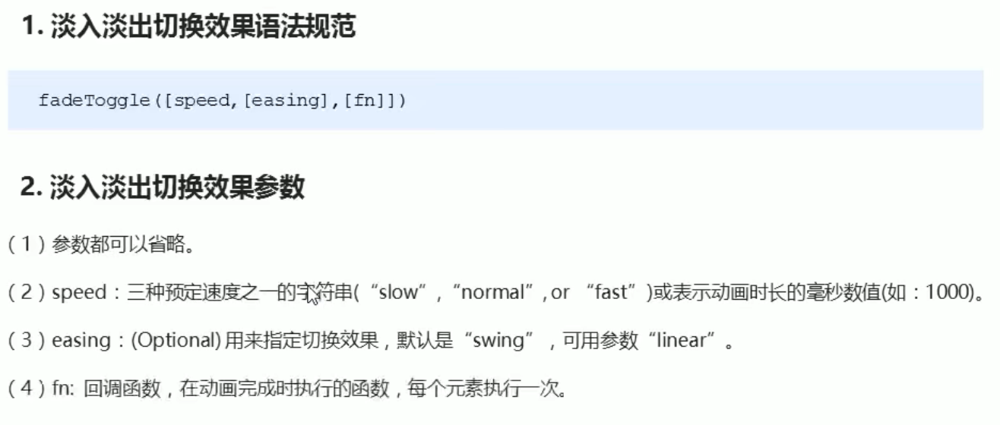 1. 淡入淡出切换效果语法规范
fadeToggle([speed,[easing],[fn]])
2. 淡入淡出切换效果参数
(1)参数都可以省略。
(2)speed:三种预定速度之一的字符串(“slow”,“normal”,or “fast”)或表示动画时长的毫秒数值(如:1000)。
(3)easing:(Optional) 用来指定切换效果,默认是“swing”,可用参数“linear”。
(4)fn: 回调函数,在动画完成时执行的函数,每个元素执行一次。